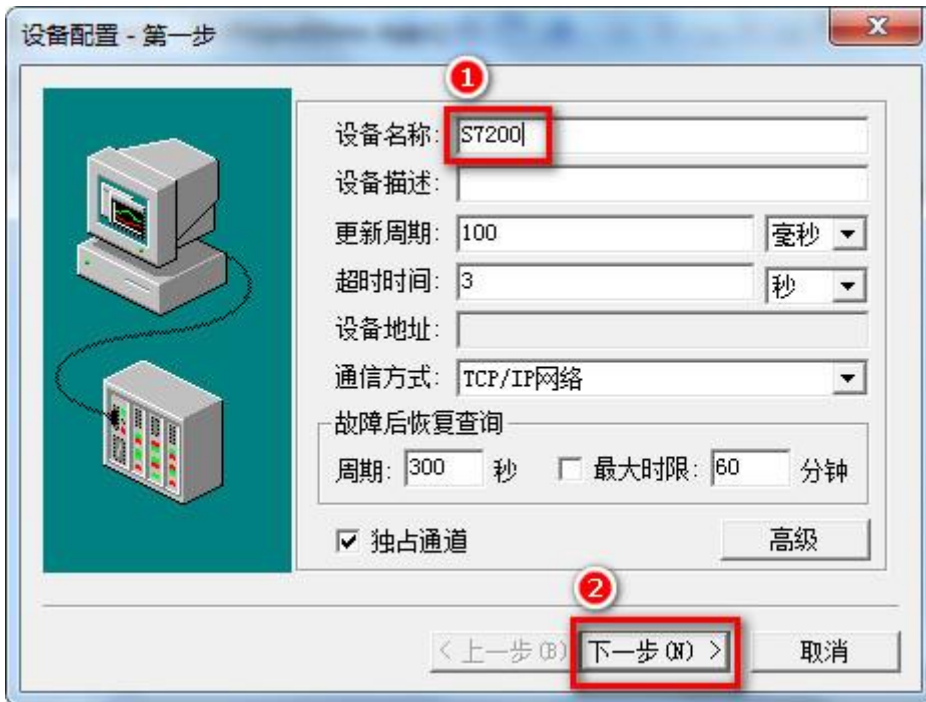 设备配置 - 第一步
1
设备名称: S7200
设备描述:
更新周期: 100 毫秒
超时时间: 3 秒
设备地址:
通信方式: TCP/IP网络
故障后恢复查询
周期: 300 秒 最大时限: 60 分钟
独占通道 高级
2
< 上一步(B) 下一步(N) > 取消